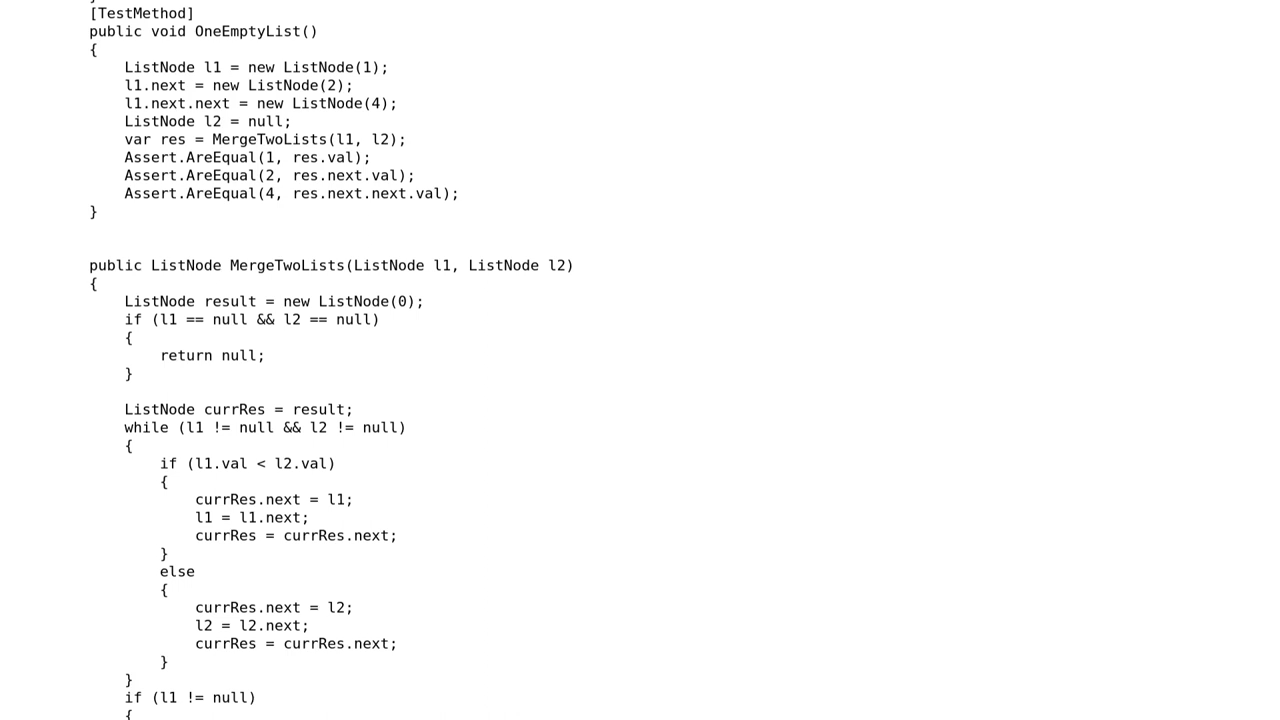 }
[TestMethod]
public void OneEmptyList()
{
    ListNode l1 = new ListNode(1);
    l1.next = new ListNode(2);
    l1.next.next = new ListNode(4);
    ListNode l2 = null;
    var res = MergeTwoLists(l1, l2);
    Assert.AreEqual(1, res.val);
    Assert.AreEqual(2, res.next.val);
    Assert.AreEqual(4, res.next.next.val);
}
public ListNode MergeTwoLists(ListNode l1, ListNode l2)
{
    ListNode result = new ListNode(0);
    if (l1 == null && l2 == null)
    {
        return null;
    }
    ListNode currRes = result;
    while (l1 != null && l2 != null)
    {
        if (l1.val < l2.val)
        {
            currRes.next = l1;
            l1 = l1.next;
            currRes = currRes.next;
        }
        else
        {
            currRes.next = l2;
            l2 = l2.next;
            currRes = currRes.next;
        }
    }
    if (l1 != null)
    {